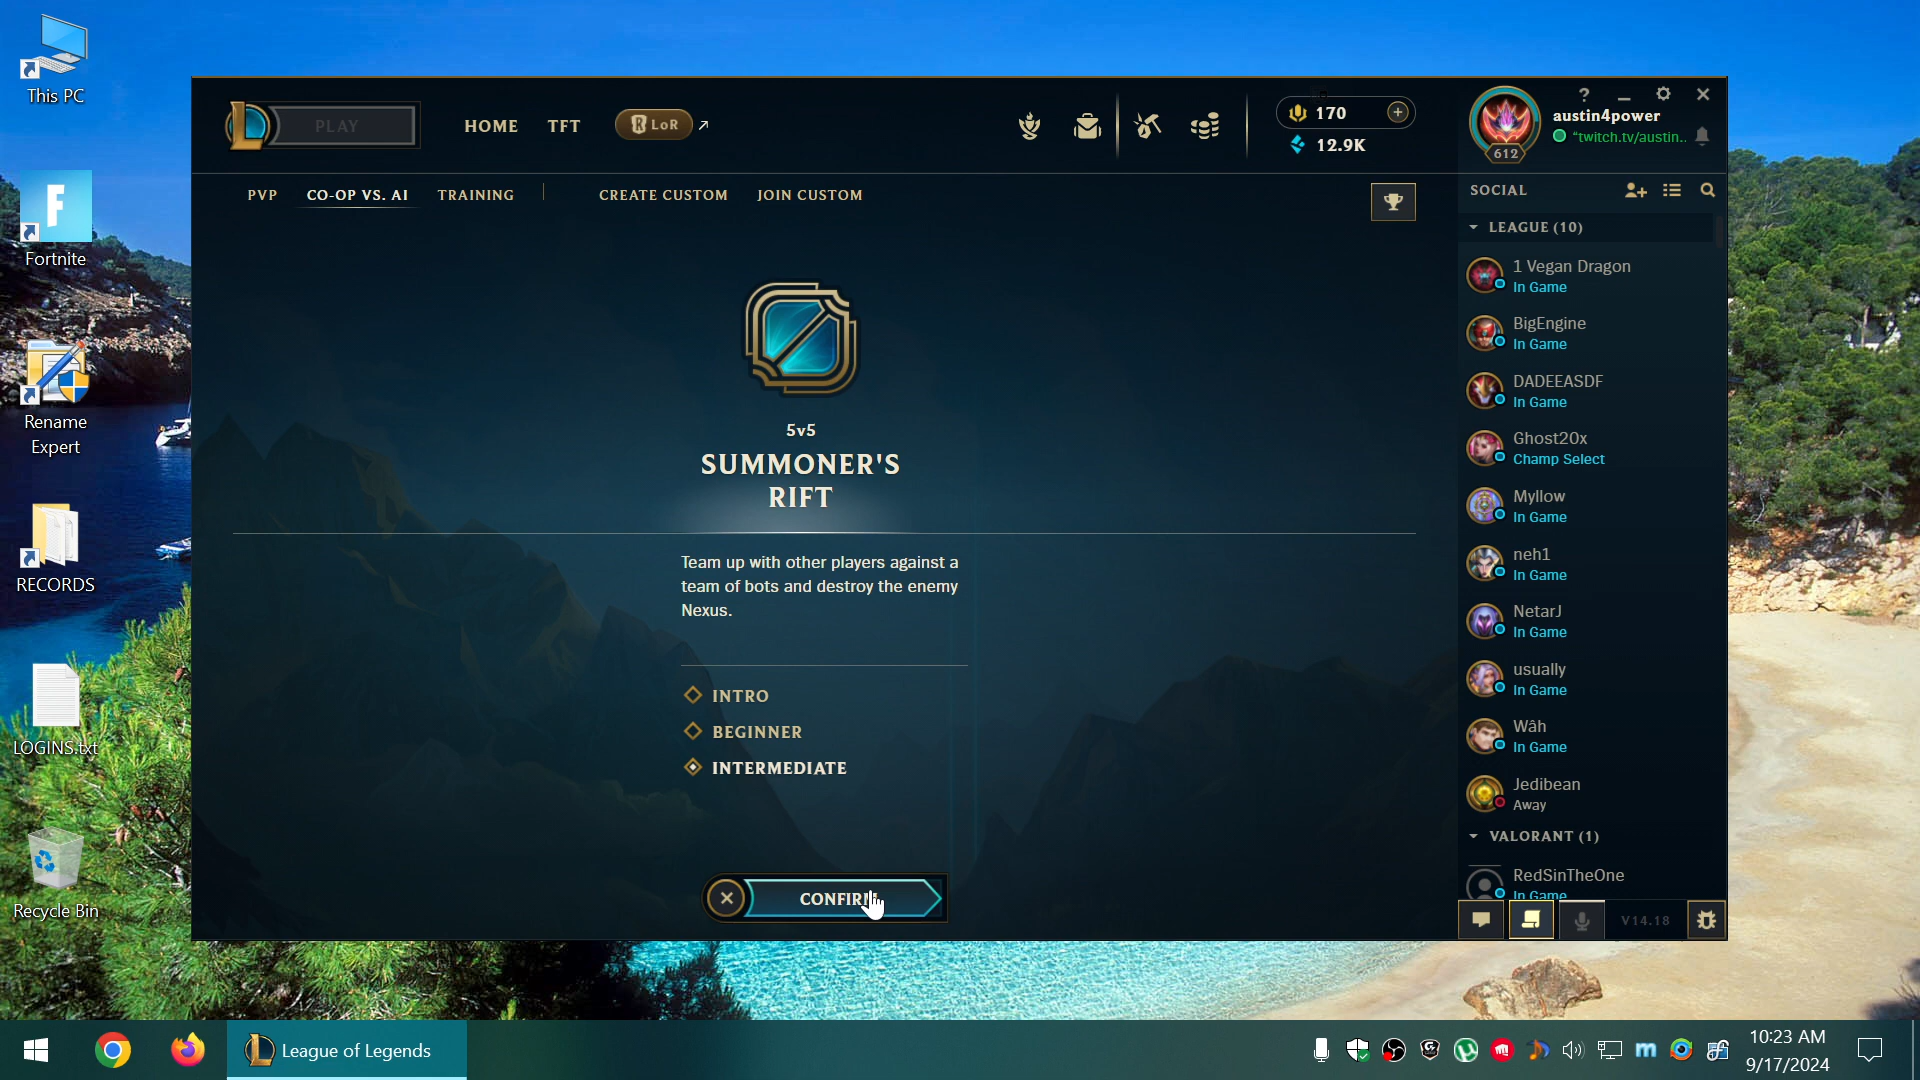 This PC
Fortnite
Rename
Expert
RECORDS
LOGINS.txt
Recycle Bin
PLAY
HOME
TFT
LoR
170
12.9K
612
austin4power
"twitch.tv/austin..
PVP
CO-OP VS. AI
TRAINING
CREATE CUSTOM
JOIN CUSTOM
5v5
SUMMONER'S
RIFT
Team up with other players against a
team of bots and destroy the enemy
Nexus.
INTRO
BEGINNER
INTERMEDIATE
CONFIRM
SOCIAL
LEAGUE (10)
1 Vegan Dragon
In Game
BigEngine
In Game
DADEEASDF
In Game
Ghost20x
Champ Select
Myllow
In Game
neh1
In Game
NetarJ
In Game
usually
In Game
Wâh
In Game
Jedibean
Away
VALORANT (1)
RedSinTheOne
In Game
V14.18
League of Legends
10:23 AM
9/17/2024